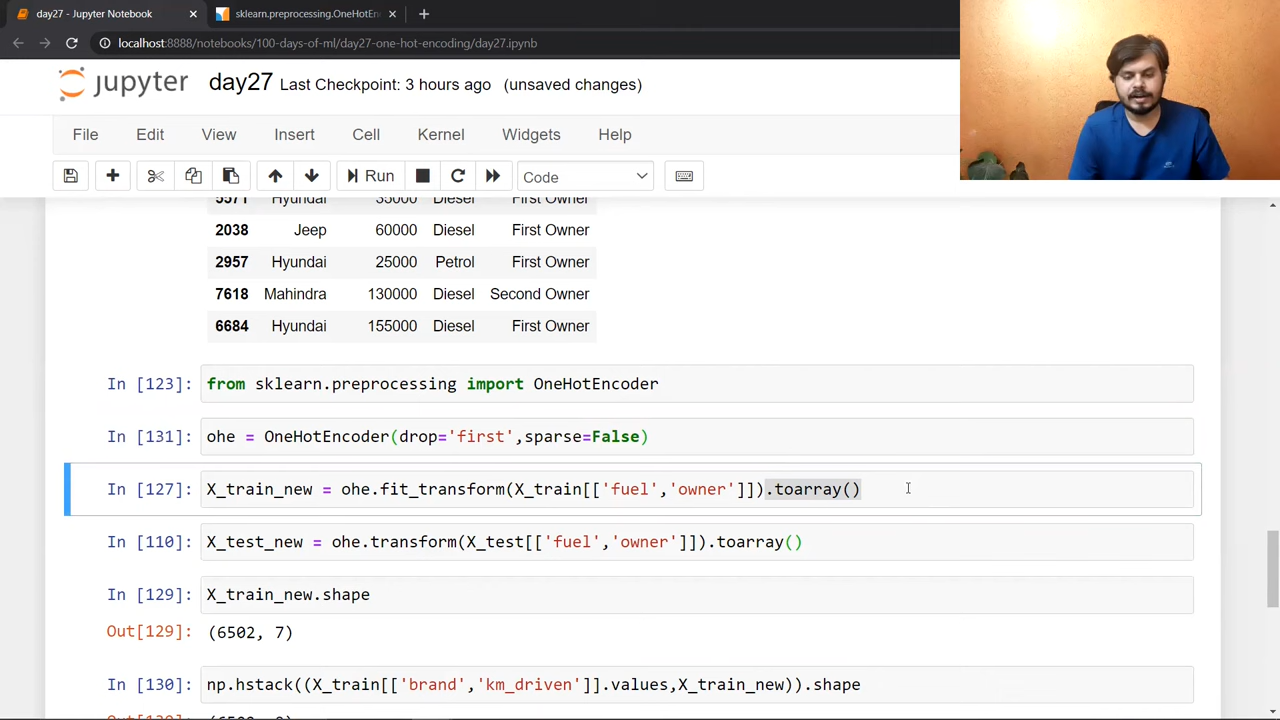 day27 - Jupyter Notebook
sklearn.preprocessing.OneHotEn
localhost:8888/notebooks/100-days-of-ml/day27-one-hot-encoding/day27.ipynb
jupyter day27 Last Checkpoint: 3 hours ago (unsaved changes)
File Edit View Insert Cell Kernel Widgets Help
Run Code
5571 Hyundai 35000 Diesel First Owner
2038 Jeep 60000 Diesel First Owner
2957 Hyundai 25000 Petrol First Owner
7618 Mahindra 130000 Diesel Second Owner
6684 Hyundai 155000 Diesel First Owner
In [123]: from sklearn.preprocessing import OneHotEncoder
In [131]: ohe = OneHotEncoder(drop='first',sparse=False)
In [127]: X_train_new = ohe.fit_transform(X_train[['fuel','owner']]).toarray()
In [110]: X_test_new = ohe.transform(X_test[['fuel','owner']]).toarray()
In [129]: X_train_new.shape
Out[129]: (6502, 7)
In [130]: np.hstack((X_train[['brand','km_driven']].values,X_train_new)).shape